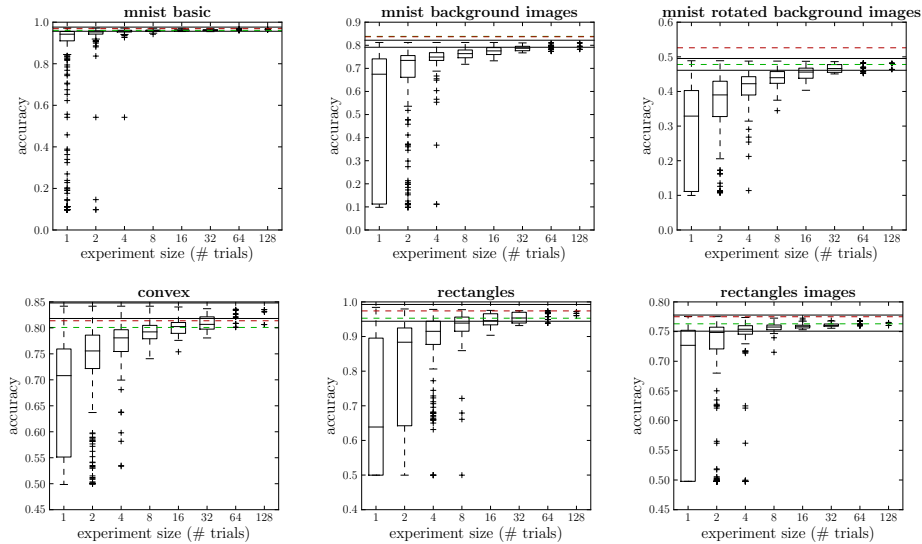 mnist basic
1.0
0.8
0.6
0.4
0.2
0.0
accuracy
1 2 4 8 16 32 64 128
experiment size (# trials)
mnist background images
1.0
0.9
0.8
0.7
0.6
0.5
0.4
0.3
0.2
0.1
0.0
accuracy
1 2 4 8 16 32 64 128
experiment size (# trials)
mnist rotated background images
0.6
0.5
0.4
0.3
0.2
0.1
0.0
accuracy
1 2 4 8 16 32 64 128
experiment size (# trials)
convex
0.85
0.80
0.75
0.70
0.65
0.60
0.55
0.50
0.45
accuracy
1 2 4 8 16 32 64 128
experiment size (# trials)
rectangles
1.0
0.9
0.8
0.7
0.6
0.5
0.4
accuracy
1 2 4 8 16 32 64 128
experiment size (# trials)
rectangles images
0.80
0.75
0.70
0.65
0.60
0.55
0.50
0.45
accuracy
1 2 4 8 16 32 64 128
experiment size (# trials)